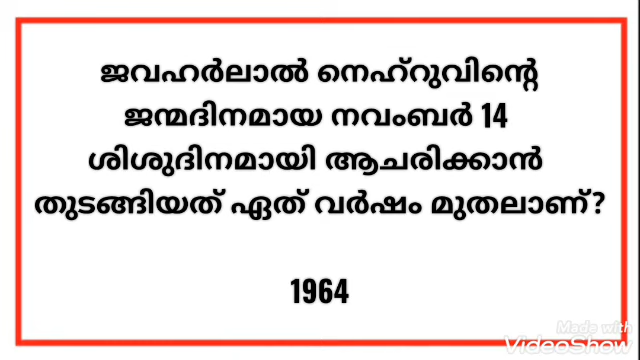 ജവഹർലാൽ നെഹ്റുവിന്റെ
ജന്മദിനമായ നവംബർ 14
ശിശുദിനമായി ആചരിക്കാൻ
തുടങ്ങിയത് ഏത് വർഷം മുതലാണ്?
1964
Made with
VideoShow